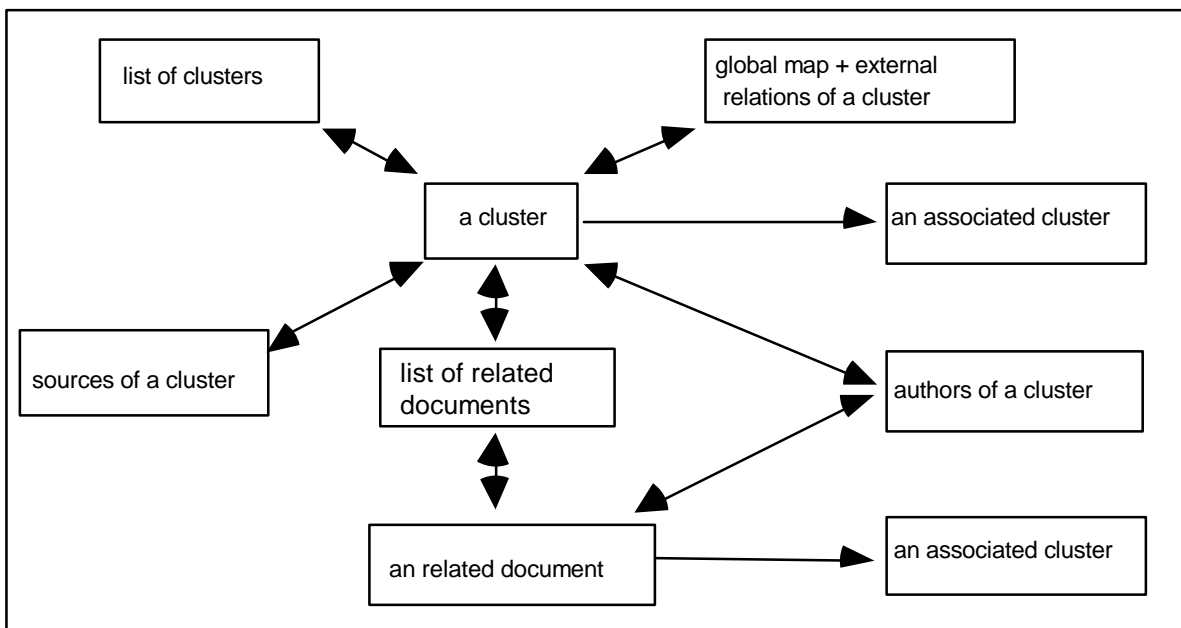 list of clusters
global map + external
relations of a cluster
a cluster
an associated cluster
sources of a cluster
list of related
documents
authors of a cluster
an related document
an associated cluster